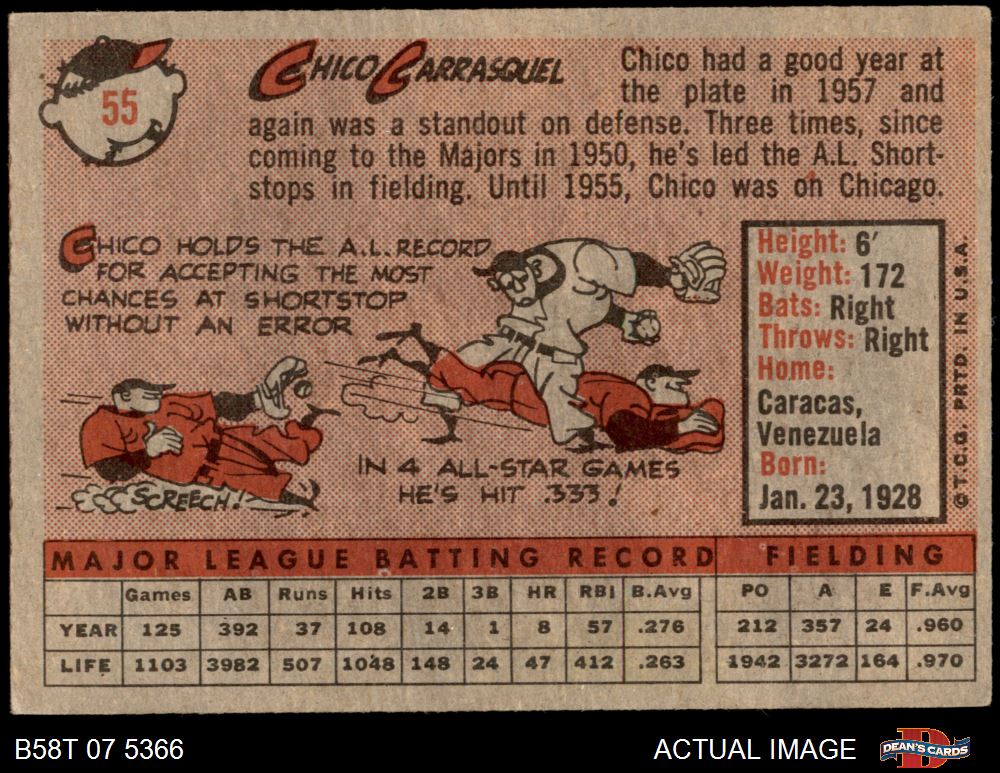 55
CHICO CARRASQUEL
Chico had a good year at
the plate in 1957 and
again was a standout on defense. Three times, since
coming to the Majors in 1950, he's led the A.L. Short-
stops in fielding. Until 1955, Chico was on Chicago.
CHICO HOLDS THE A.L. RECORD
FOR ACCEPTING THE MOST
CHANCES AT SHORTSTOP
WITHOUT AN ERROR
SCREECH!
IN 4 ALL-STAR GAMES
HE'S HIT .333!
Height: 6'
Weight: 172
Bats: Right
Throws: Right
Home:
Caracas,
Venezuela
Born:
Jan. 23, 1928
© T.C.G. PRTD. IN U.S.A.
MAJOR LEAGUE BATTING RECORD FIELDING
Games AB Runs Hits 2B 3B HR RBI B.Avg PO A E F.Avg
YEAR 125 392 37 108 14 1 8 57 .276 212 357 24 .960
LIFE 1103 3982 507 1048 148 24 47 412 .263 1942 3272 164 .970
B58T 07 5366 ACTUAL IMAGE DEAN'S CARDS